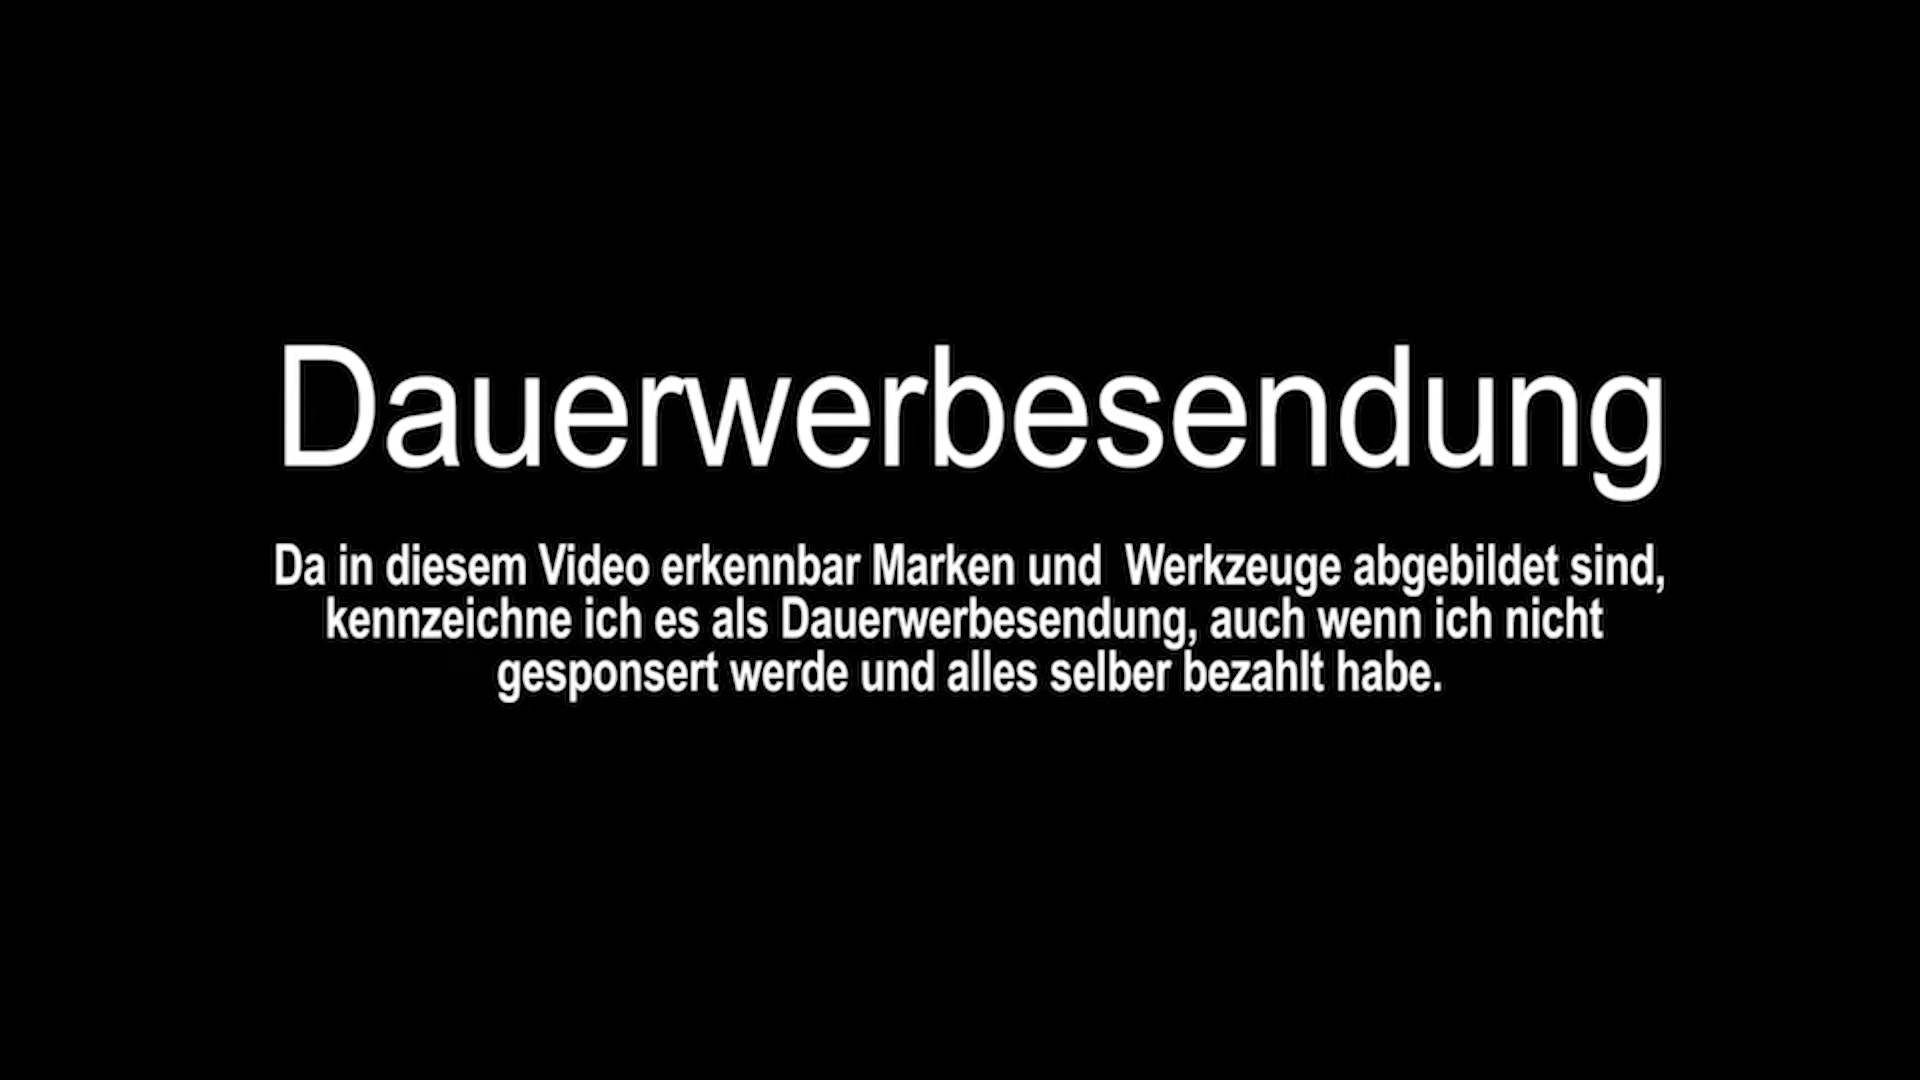 Dauerwerbesendung
Da in diesem Video erkennbar Marken und  Werkzeuge abgebildet sind,
kennzeichne ich es als Dauerwerbesendung, auch wenn ich nicht
gesponsert werde und alles selber bezahlt habe.